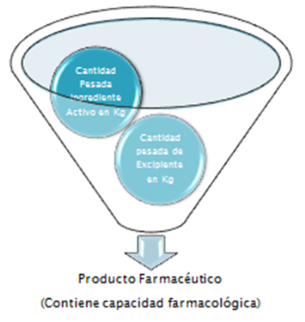 Cantidad
Pesada
Ingrediente
Activo en Kg
Cantidad
pesada de
Excipiente
en Kg
Producto Farmacéutico
(Contiene capacidad farmacológica)